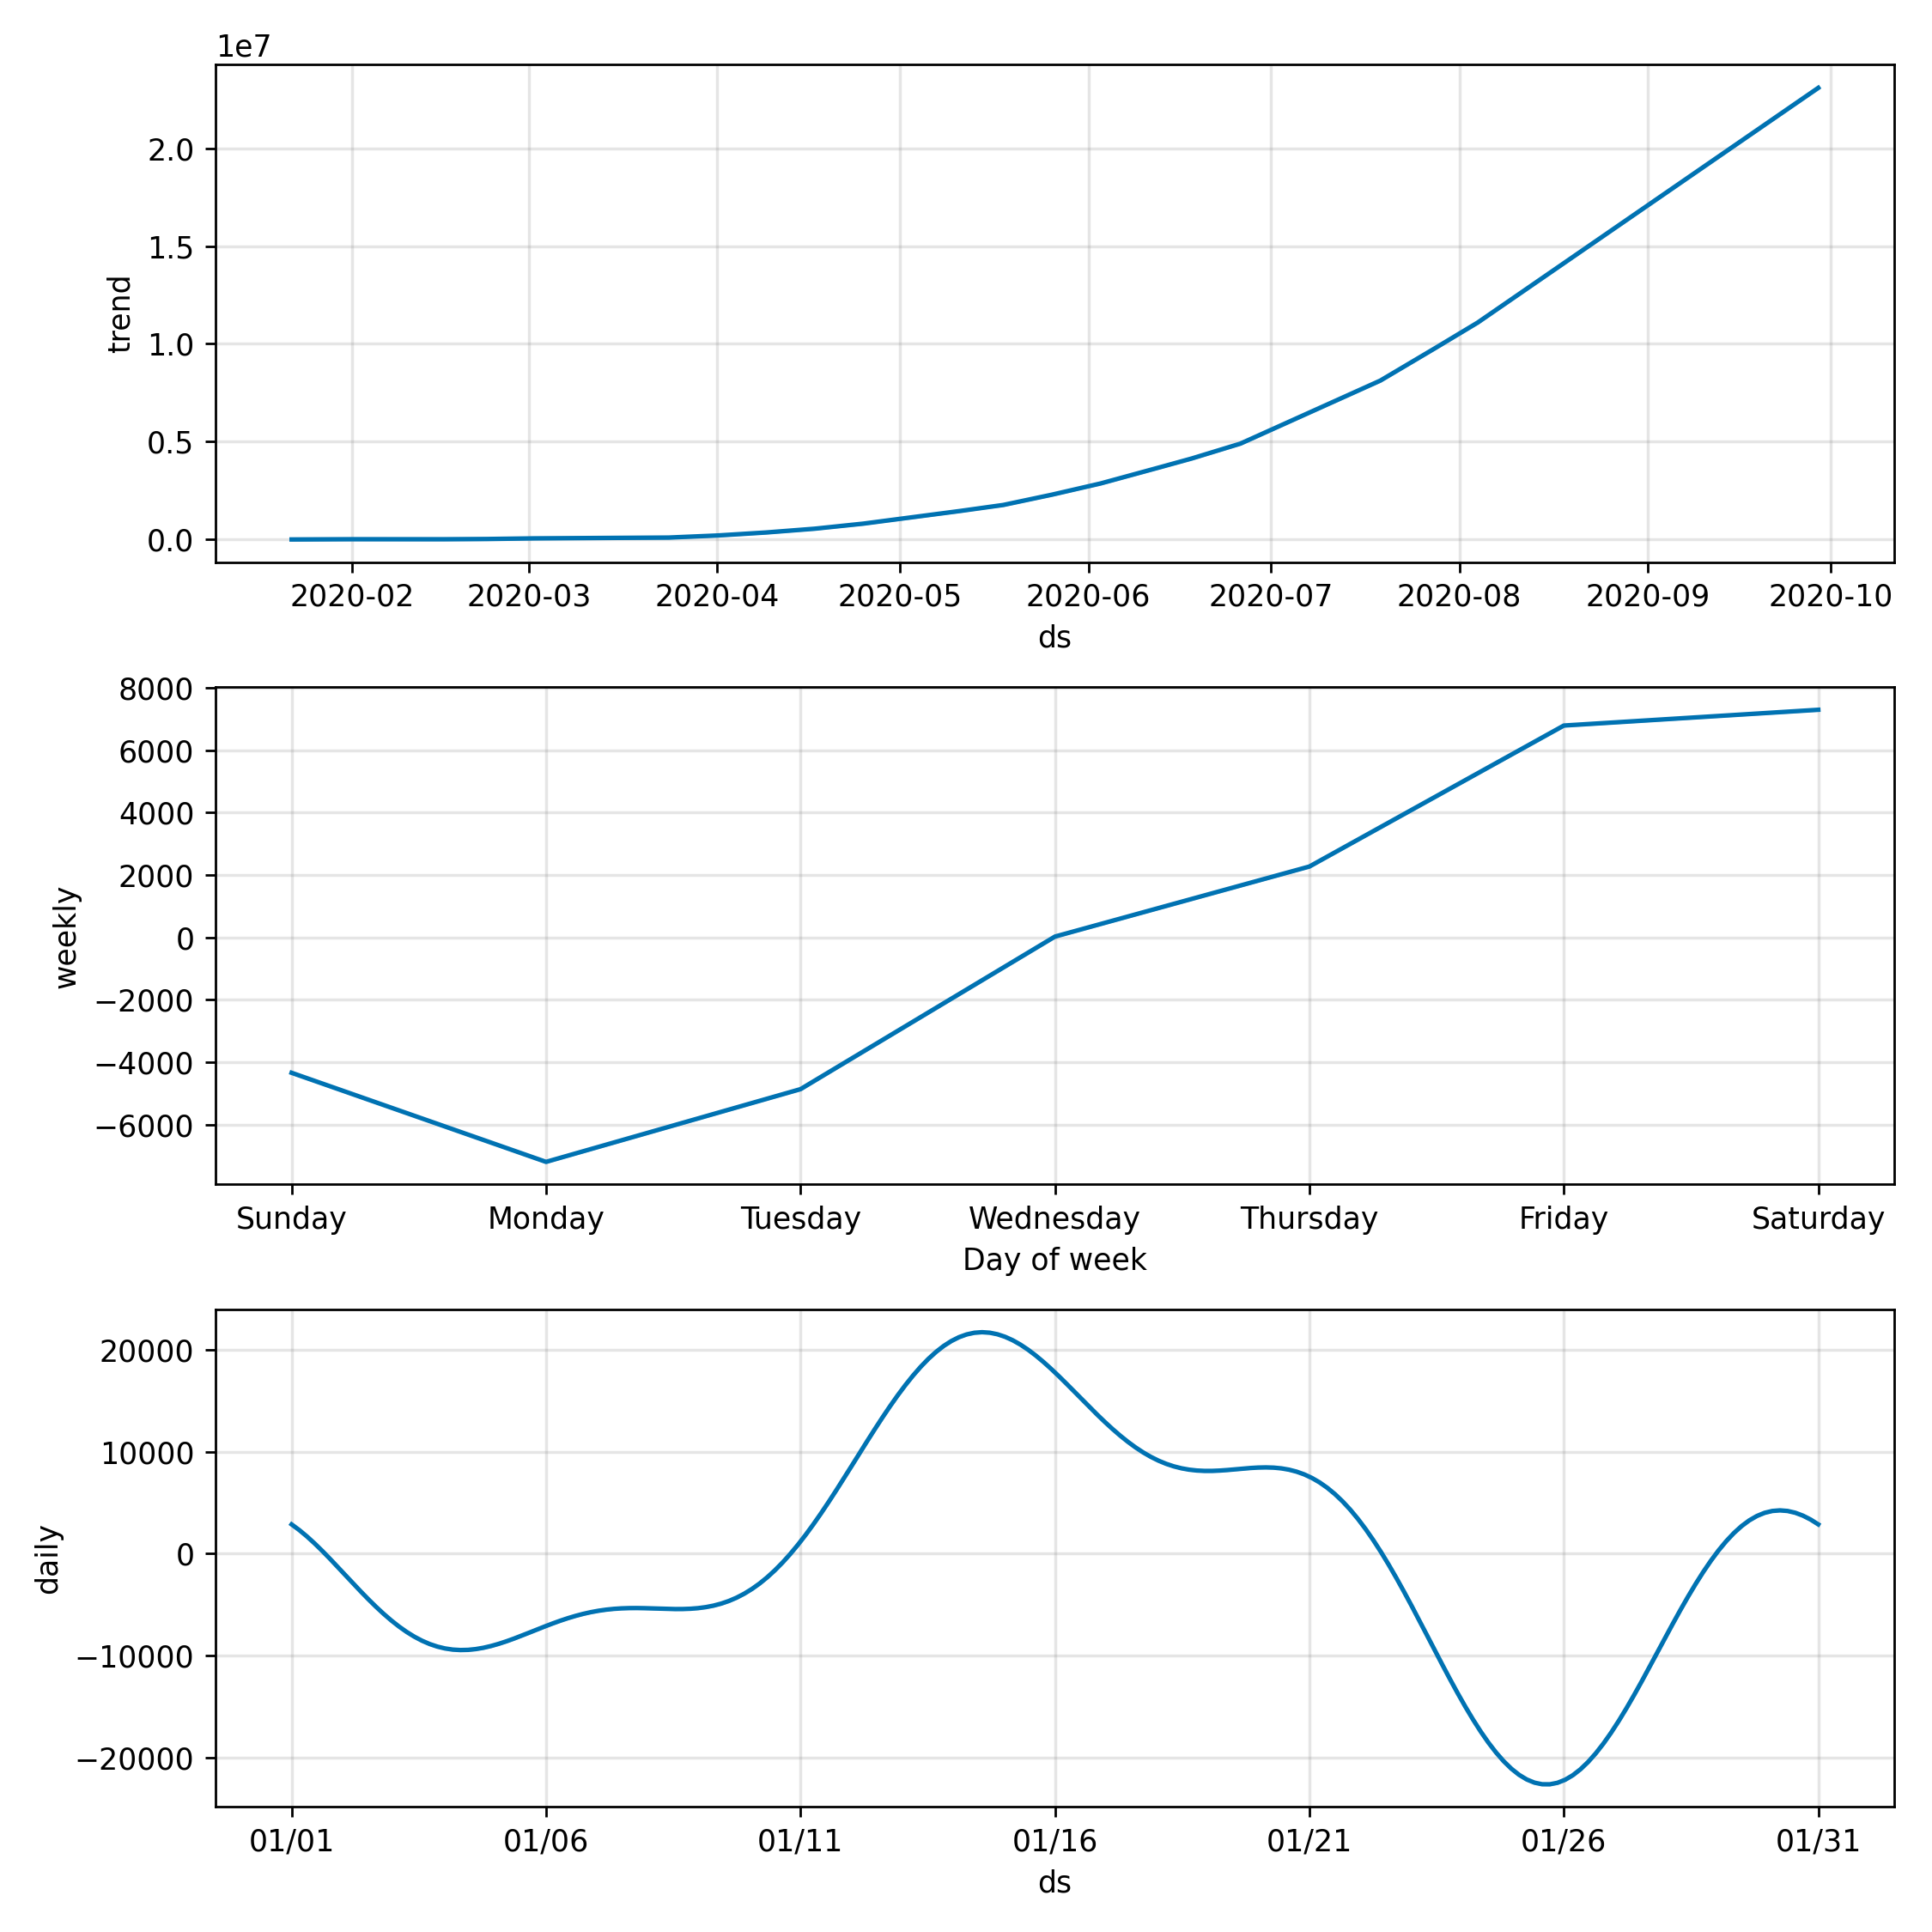 1e7
2.0
1.5
1.0
0.5
0.0
trend
2020-02 2020-03 2020-04 2020-05 2020-06 2020-07 2020-08 2020-09 2020-10
ds
8000
6000
4000
2000
0
−2000
−4000
−6000
weekly
Sunday Monday Tuesday Wednesday Thursday Friday Saturday
Day of week
20000
10000
0
−10000
−20000
daily
01/01 01/06 01/11 01/16 01/21 01/26 01/31
ds